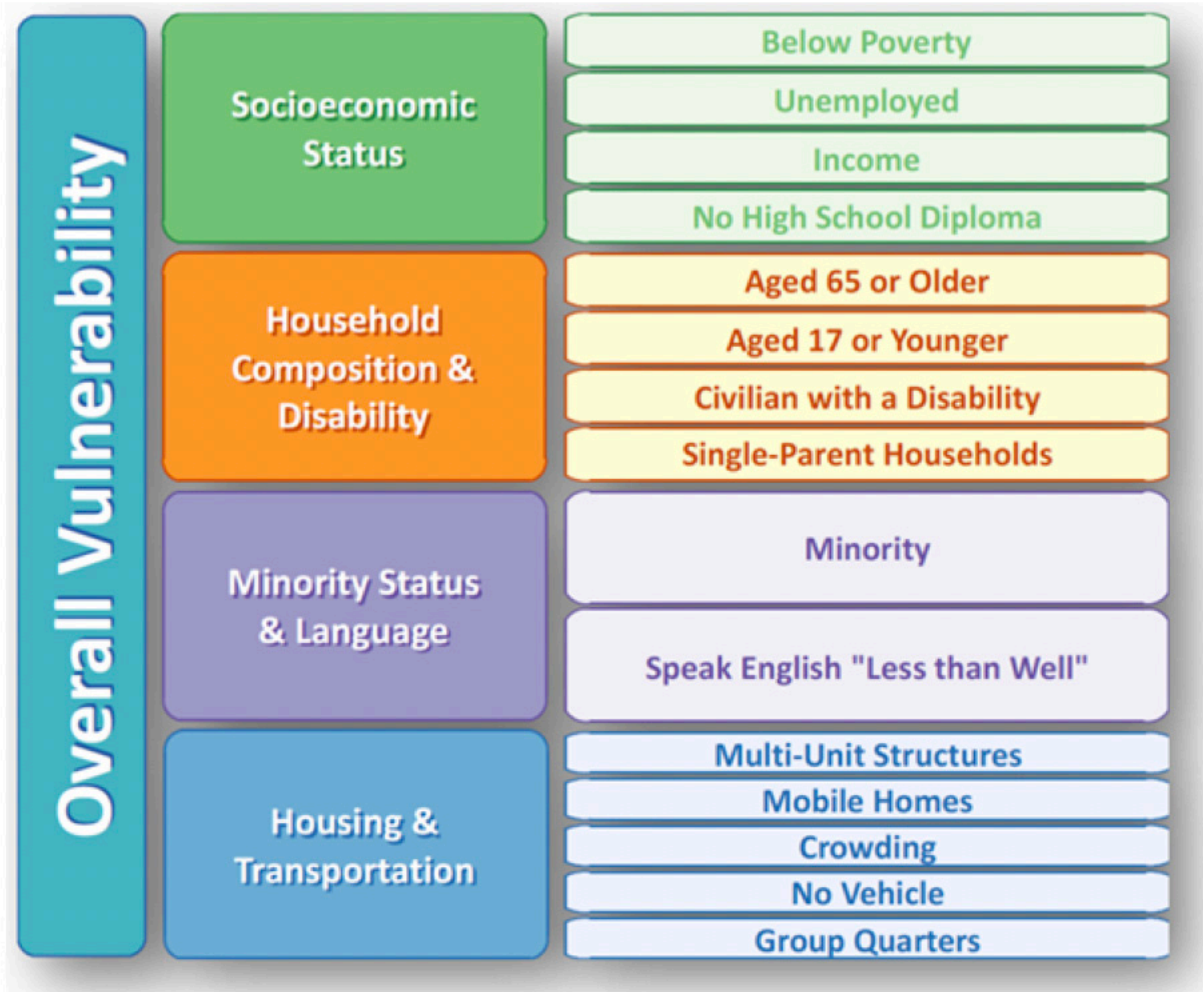 Overall Vulnerability
Socioeconomic
Status
Below Poverty
Unemployed
Income
No High School Diploma
Household
Composition &
Disability
Aged 65 or Older
Aged 17 or Younger
Civilian with a Disability
Single-Parent Households
Minority Status
& Language
Minority
Speak English "Less than Well"
Housing &
Transportation
Multi-Unit Structures
Mobile Homes
Crowding
No Vehicle
Group Quarters